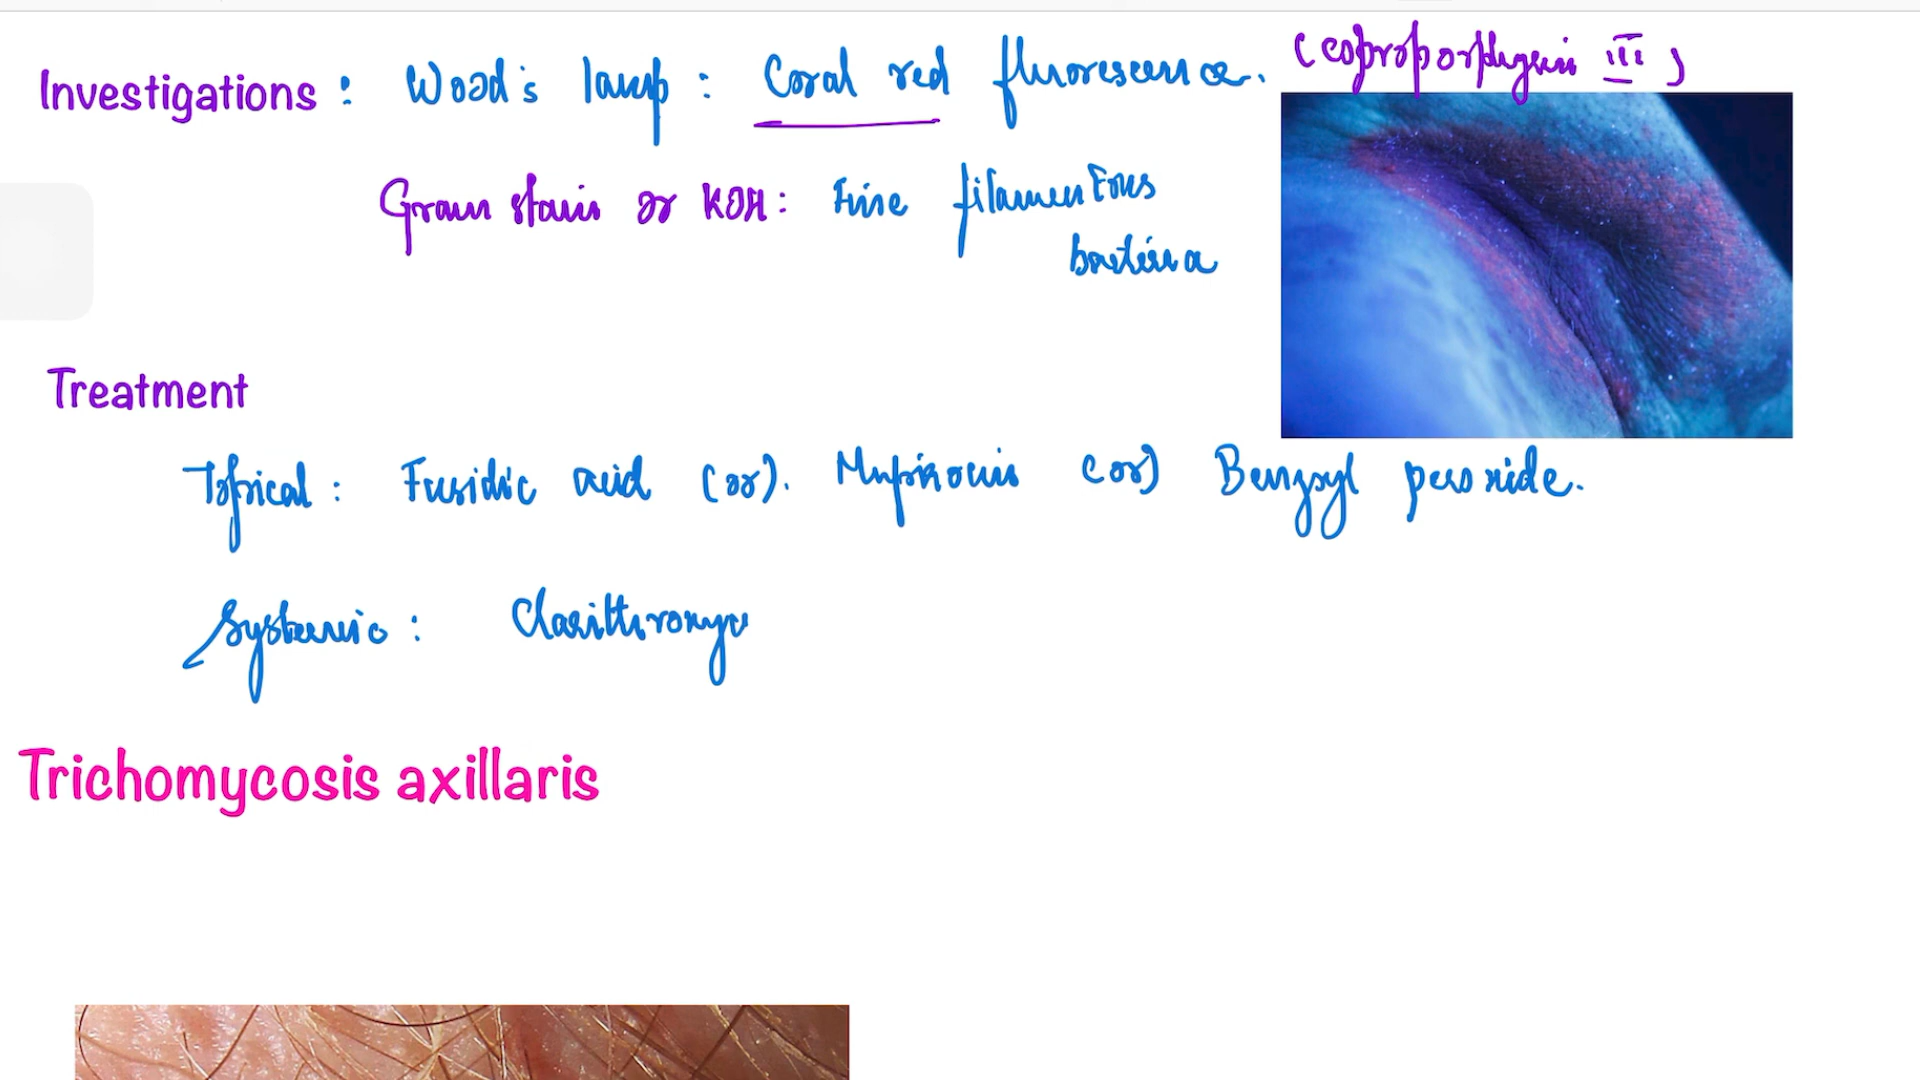 Investigations : Wood's lamp : Coral red fluorescence. (coproporphyrin III)
Gram stain or KOH : Fine filamentous
bacteria
Treatment
Topical : Fusidic acid (or). Mupirocin (or) Benzoyl peroxide.
Systemic : Clarithromyc
Trichomycosis axillaris